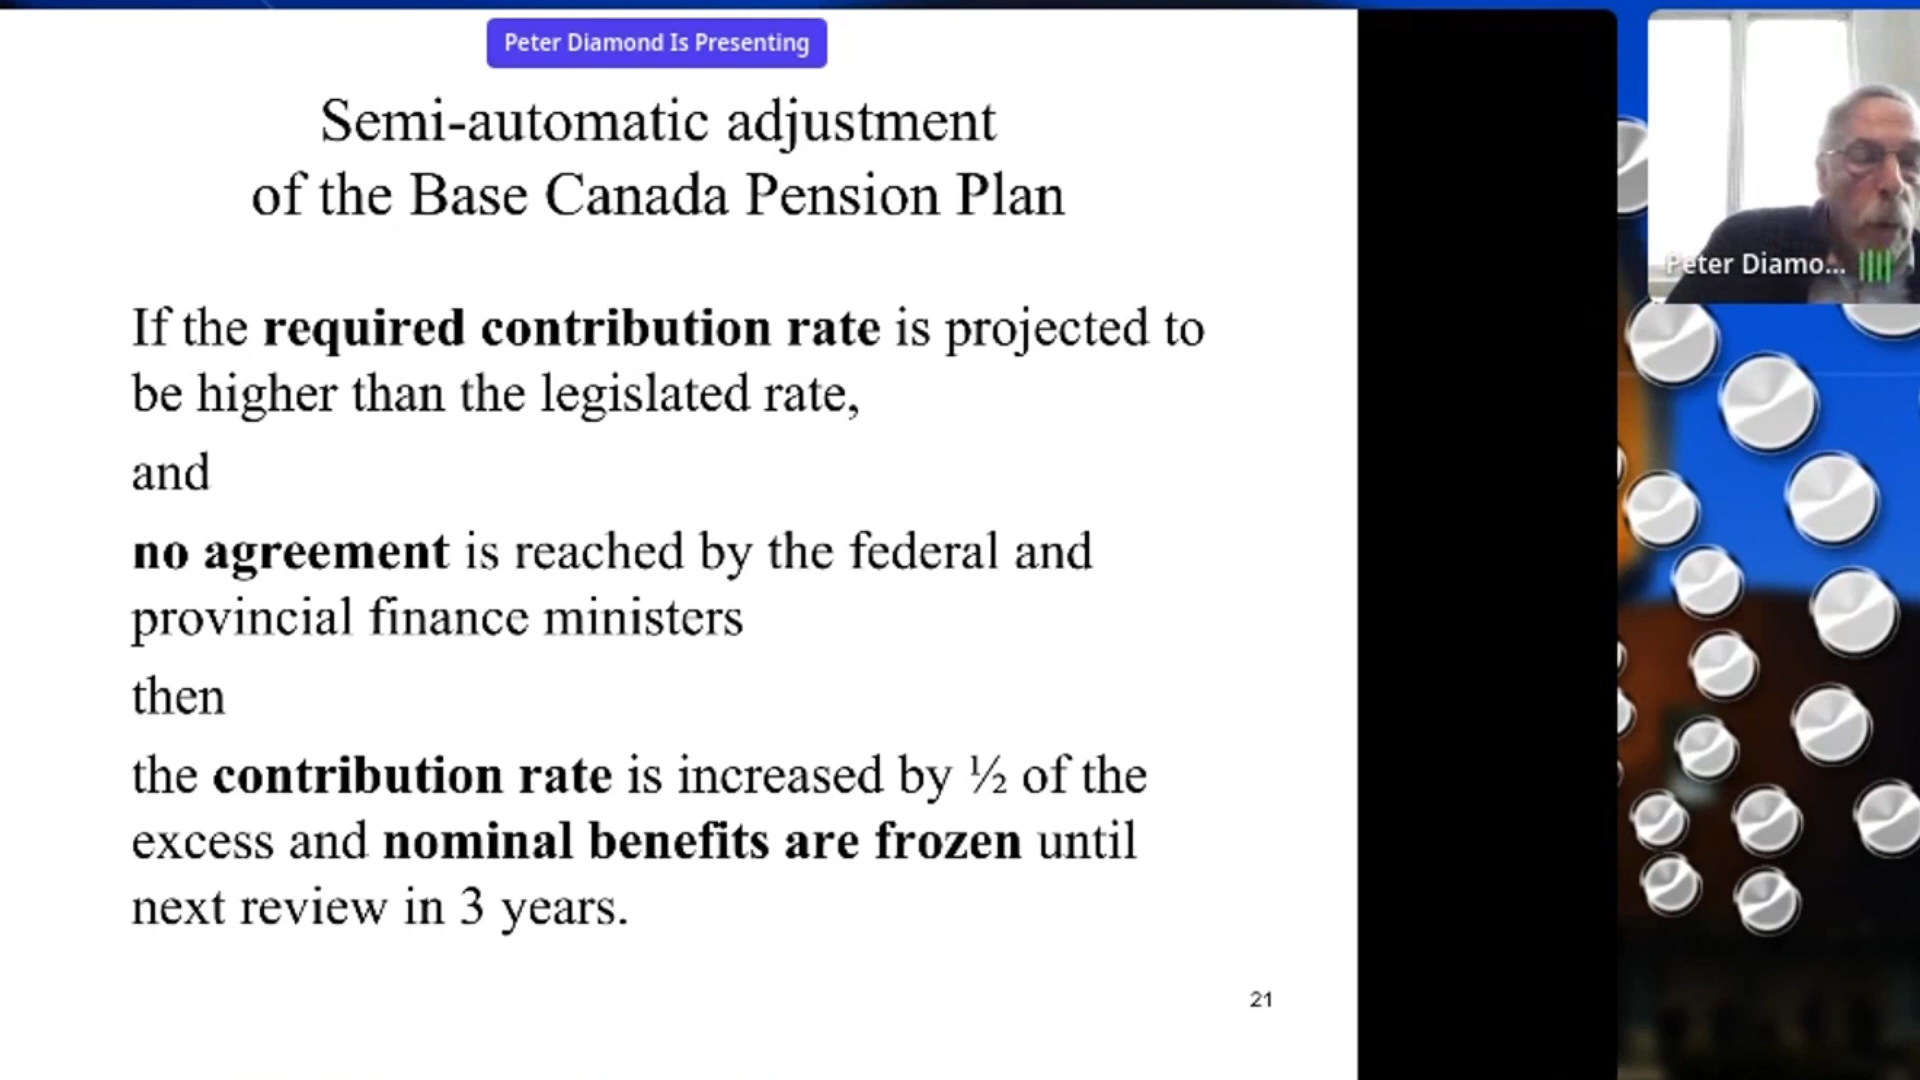 Peter Diamond Is Presenting
Semi-automatic adjustment
of the Base Canada Pension Plan
If the required contribution rate is projected to
be higher than the legislated rate,
and
no agreement is reached by the federal and
provincial finance ministers
then
the contribution rate is increased by ½ of the
excess and nominal benefits are frozen until
next review in 3 years.
21
Peter Diamo...